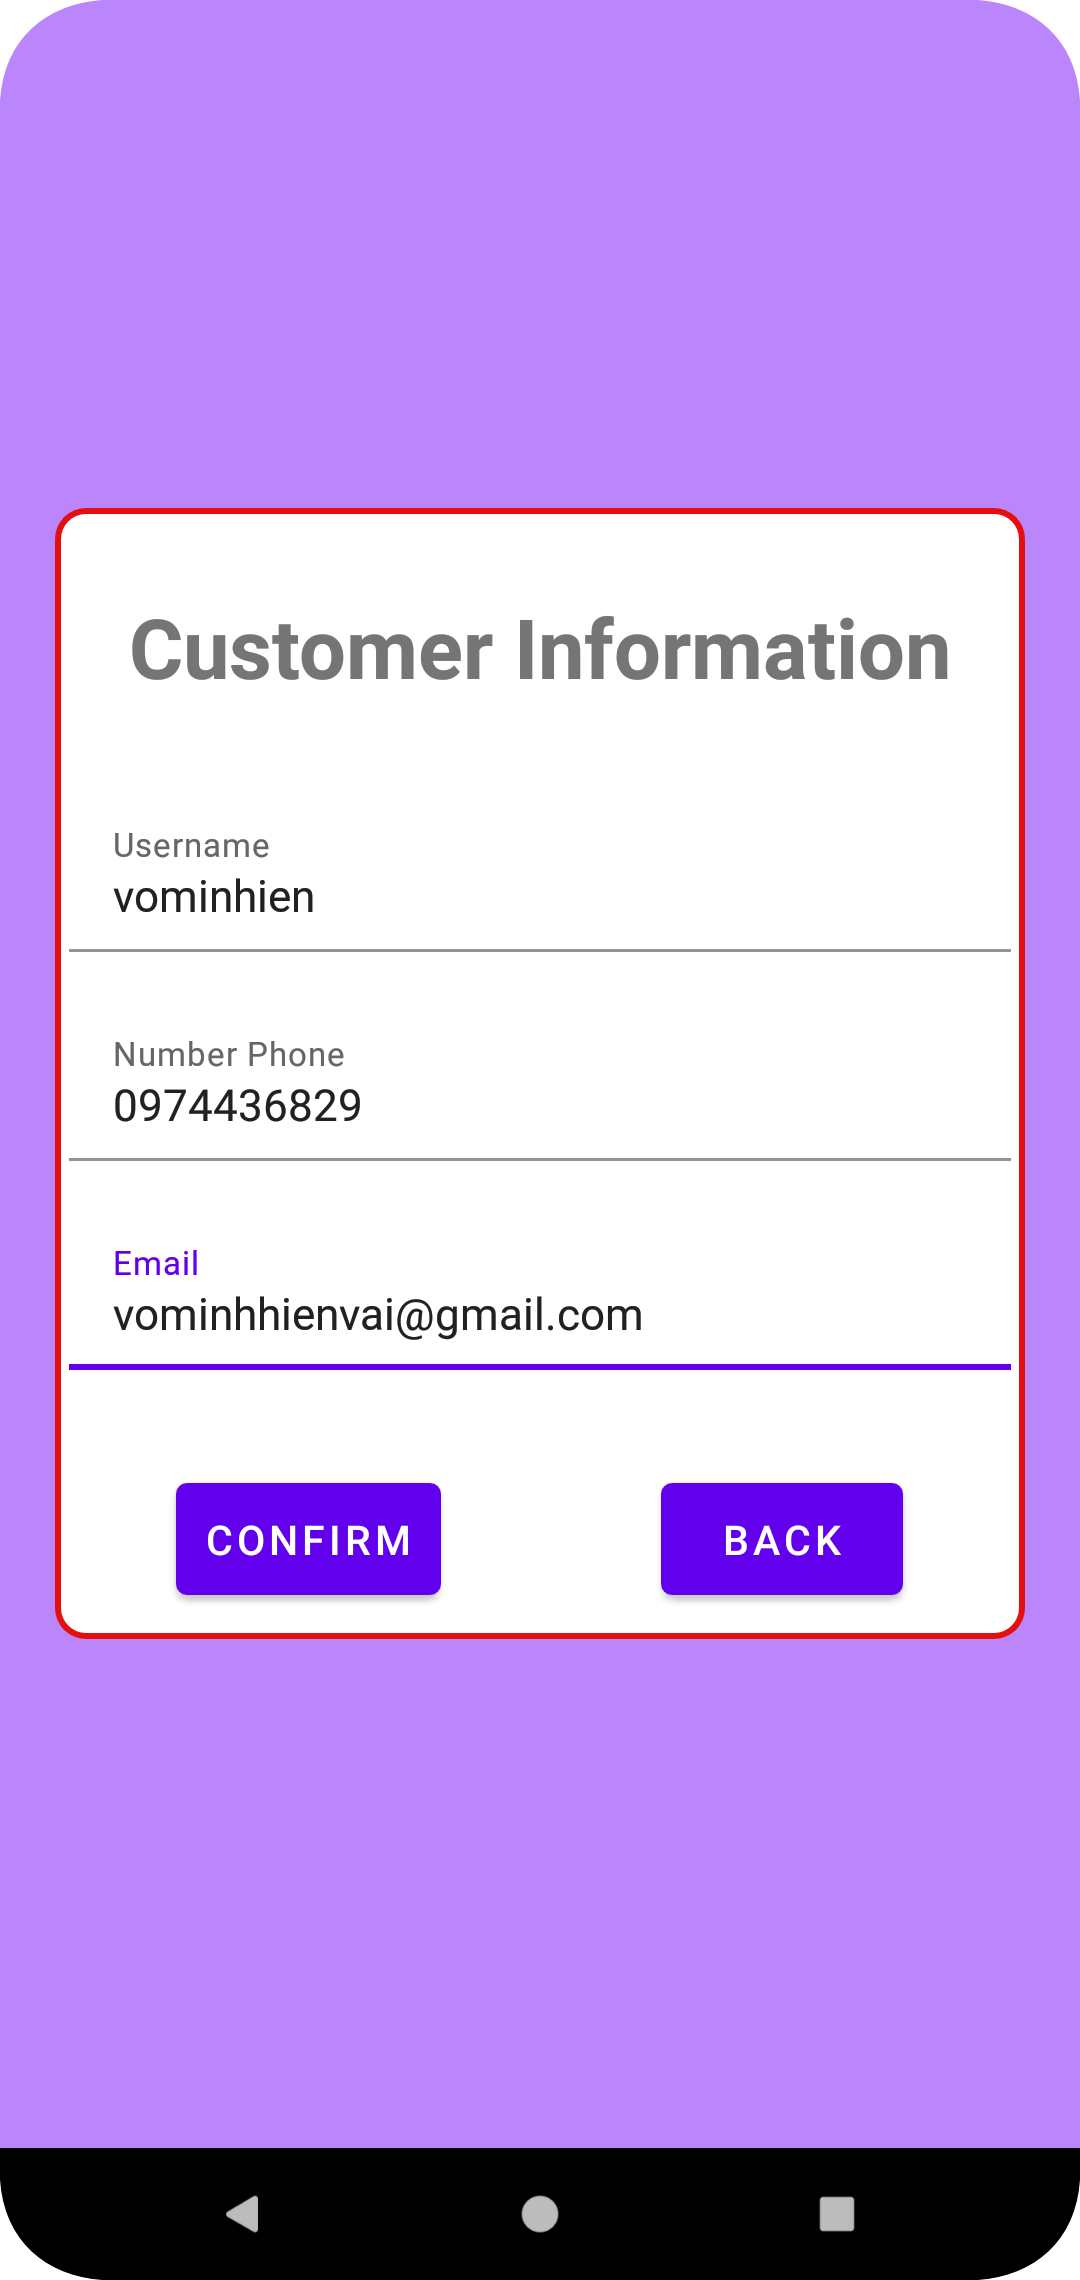 Customer Information
Username
vominhien
Number Phone
0974436829
Email
vominhhienvai@gmail.com
CONFIRM
BACK